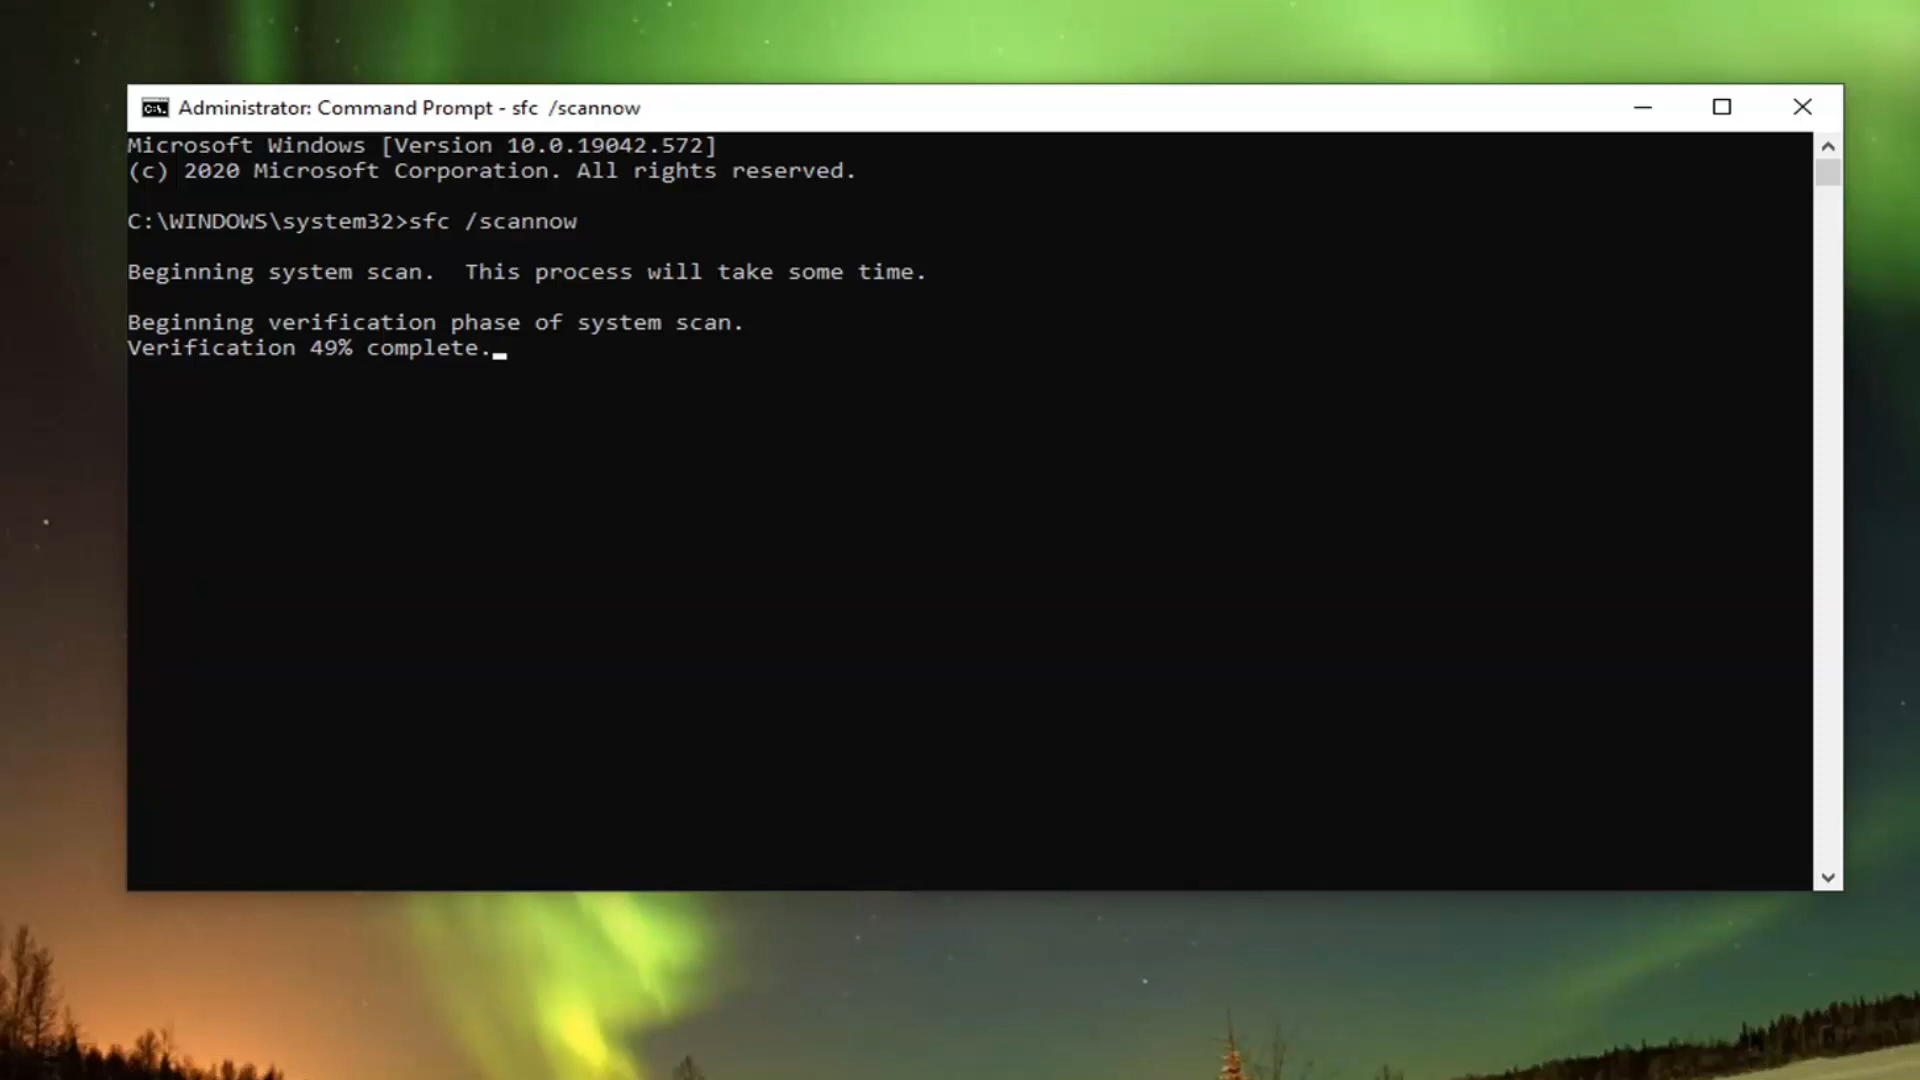 Administrator: Command Prompt - sfc  /scannow
Microsoft Windows [Version 10.0.19042.572]
(c) 2020 Microsoft Corporation. All rights reserved.
C:\WINDOWS\system32>sfc /scannow
Beginning system scan.  This process will take some time.
Beginning verification phase of system scan.
Verification 49% complete.